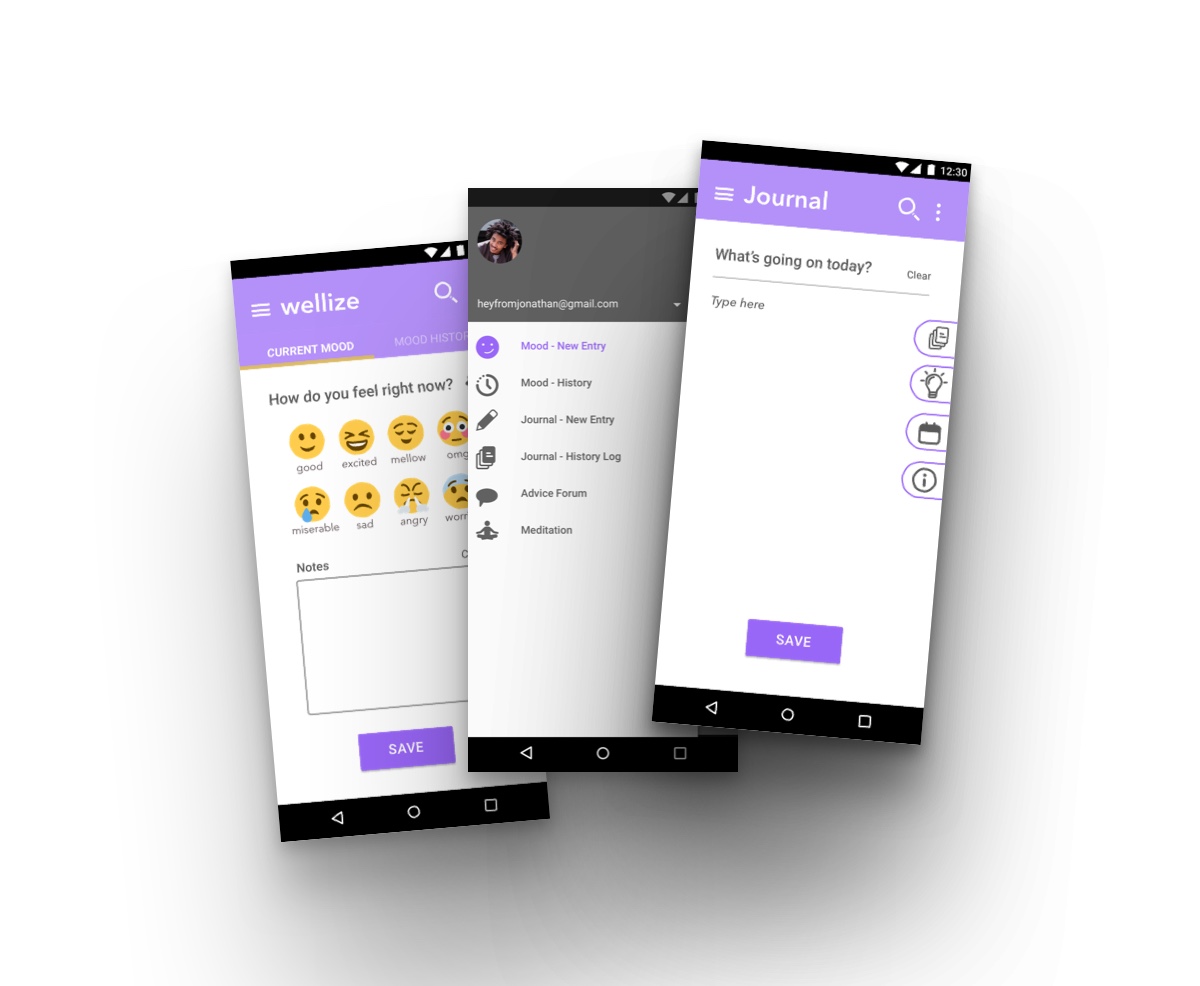 wellize
CURRENT MOOD
MOOD HISTOR
How do you feel right now?
good excited mellow omg
miserable sad angry worr
Notes
C
SAVE
heyfromjonathan@gmail.com
Mood - New Entry
Mood - History
Journal - New Entry
Journal - History Log
Advice Forum
Meditation
12:30
Journal
What's going on today?
Clear
Type here
SAVE